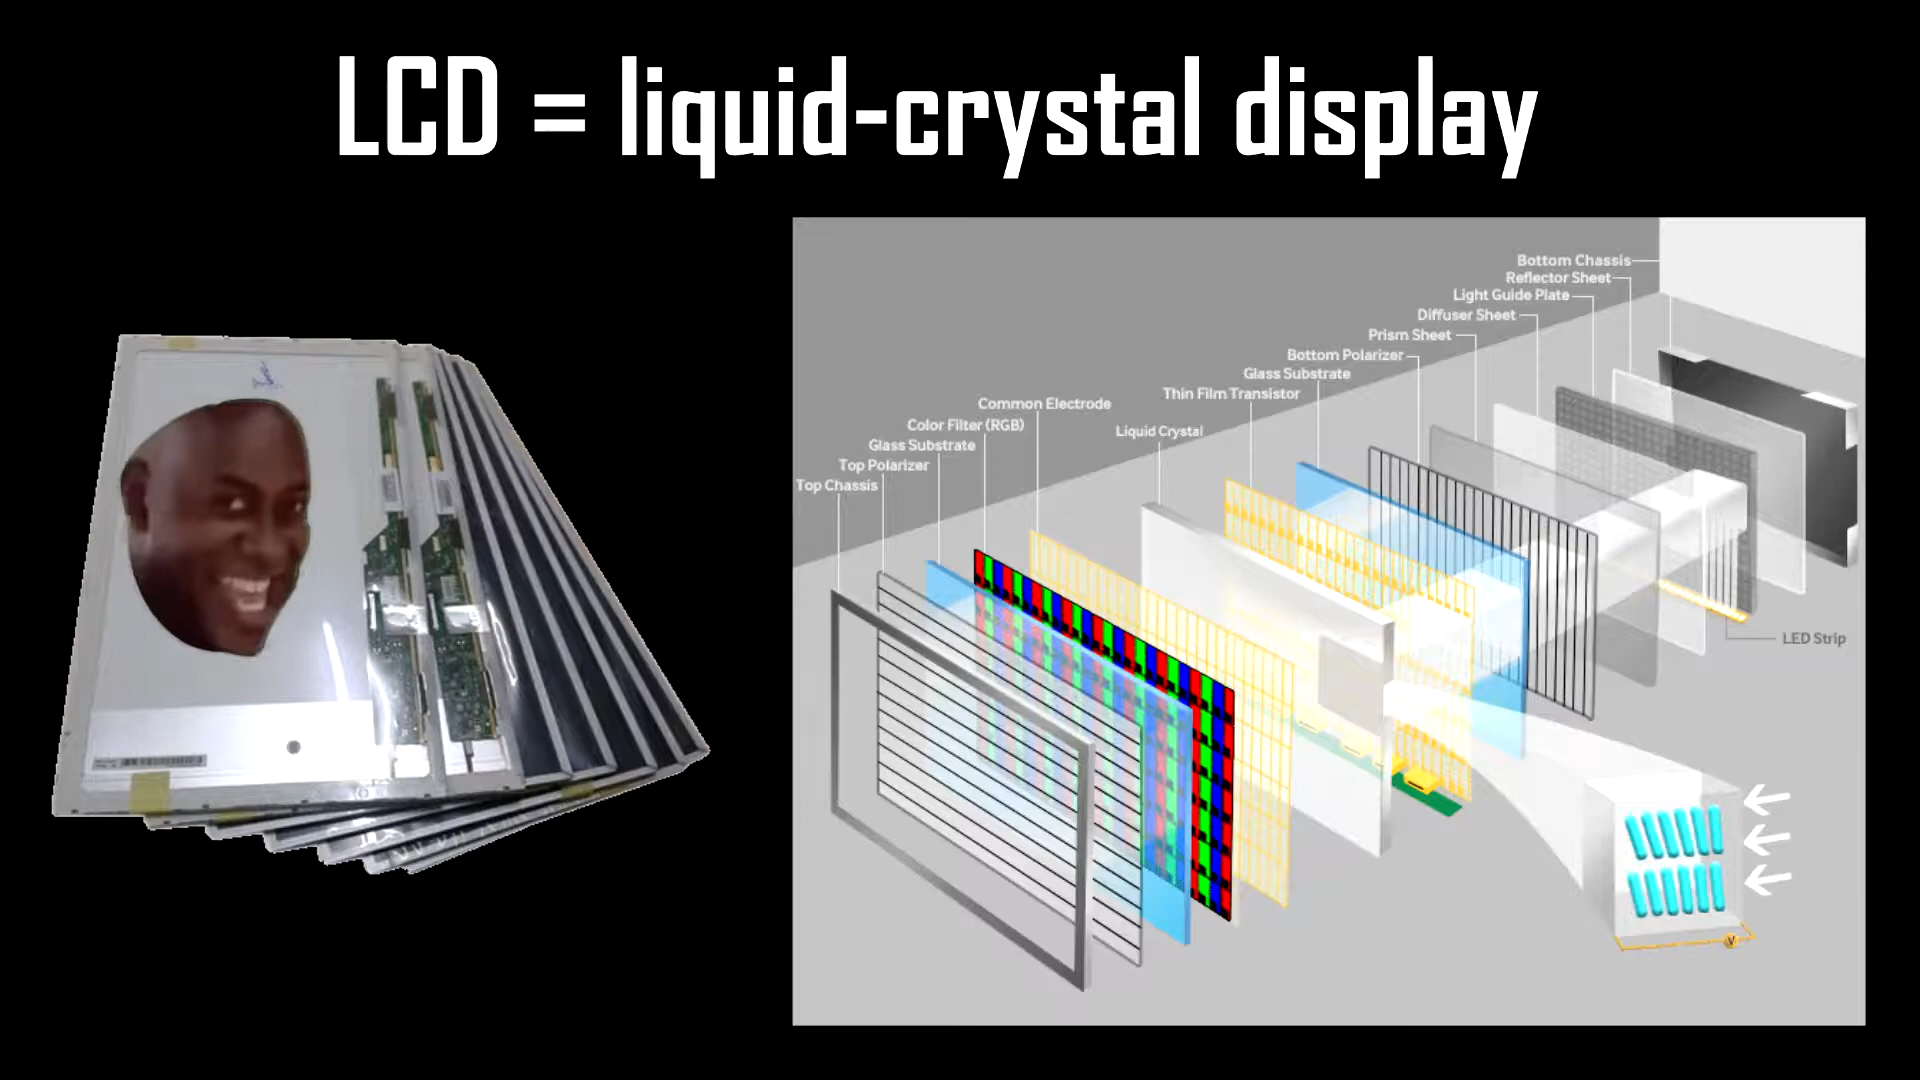 LCD = liquid-crystal display
Bottom Chassis
Reflector Sheet
Light Guide Plate
Diffuser Sheet
Prism Sheet
Bottom Polarizer
Glass Substrate
Thin Film Transistor
Liquid Crystal
Common Electrode
Color Filter (RGB)
Glass Substrate
Top Polarizer
Top Chassis
LED Strip
V